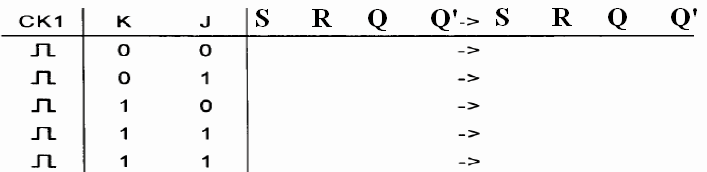 CK1 K J S R Q Q'-> S R Q Q'
0 0 ->
0 1 ->
1 0 ->
1 1 ->
1 1 ->